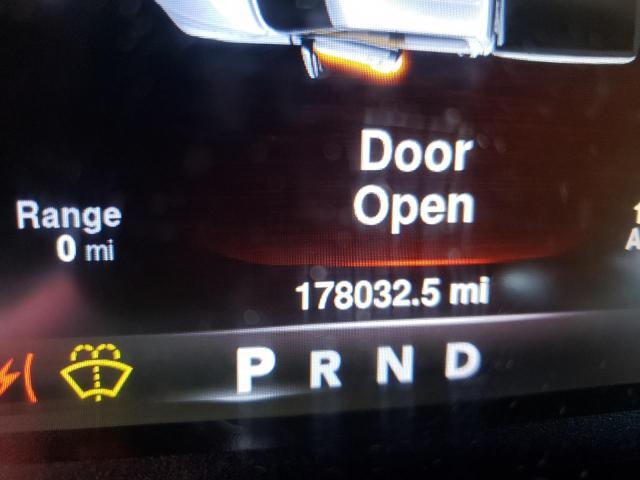 Door
Open
Range
0 mi
178032.5 mi
P R N D